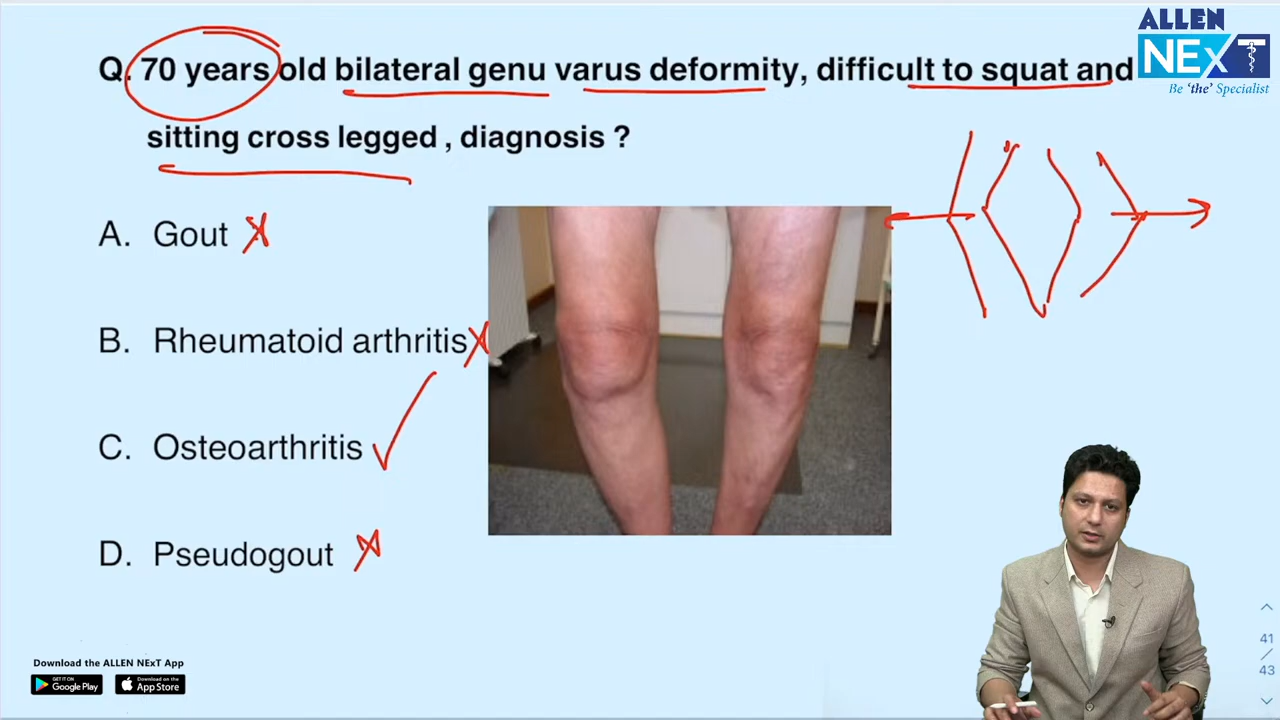 ALLEN
NEXT
Be 'the' Specialist
Q. 70 years old bilateral genu varus deformity, difficult to squat and
sitting cross legged , diagnosis ?
A. Gout
B. Rheumatoid arthritis
C. Osteoarthritis
D. Pseudogout
Download the ALLEN NExT App
GET IT ON
Google Play
Download on the
App Store
41
/
43